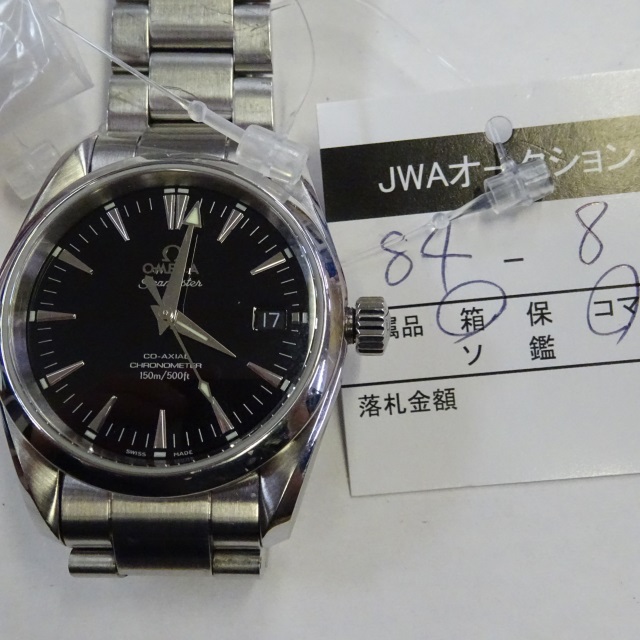 OMEGA
Seamaster
17
CO-AXIAL
CHRONOMETER
150m/500ft
SWISS MADE
JWAオークション
84 - 8
属品 箱 保 コマ
ソ 鑑
落札金額